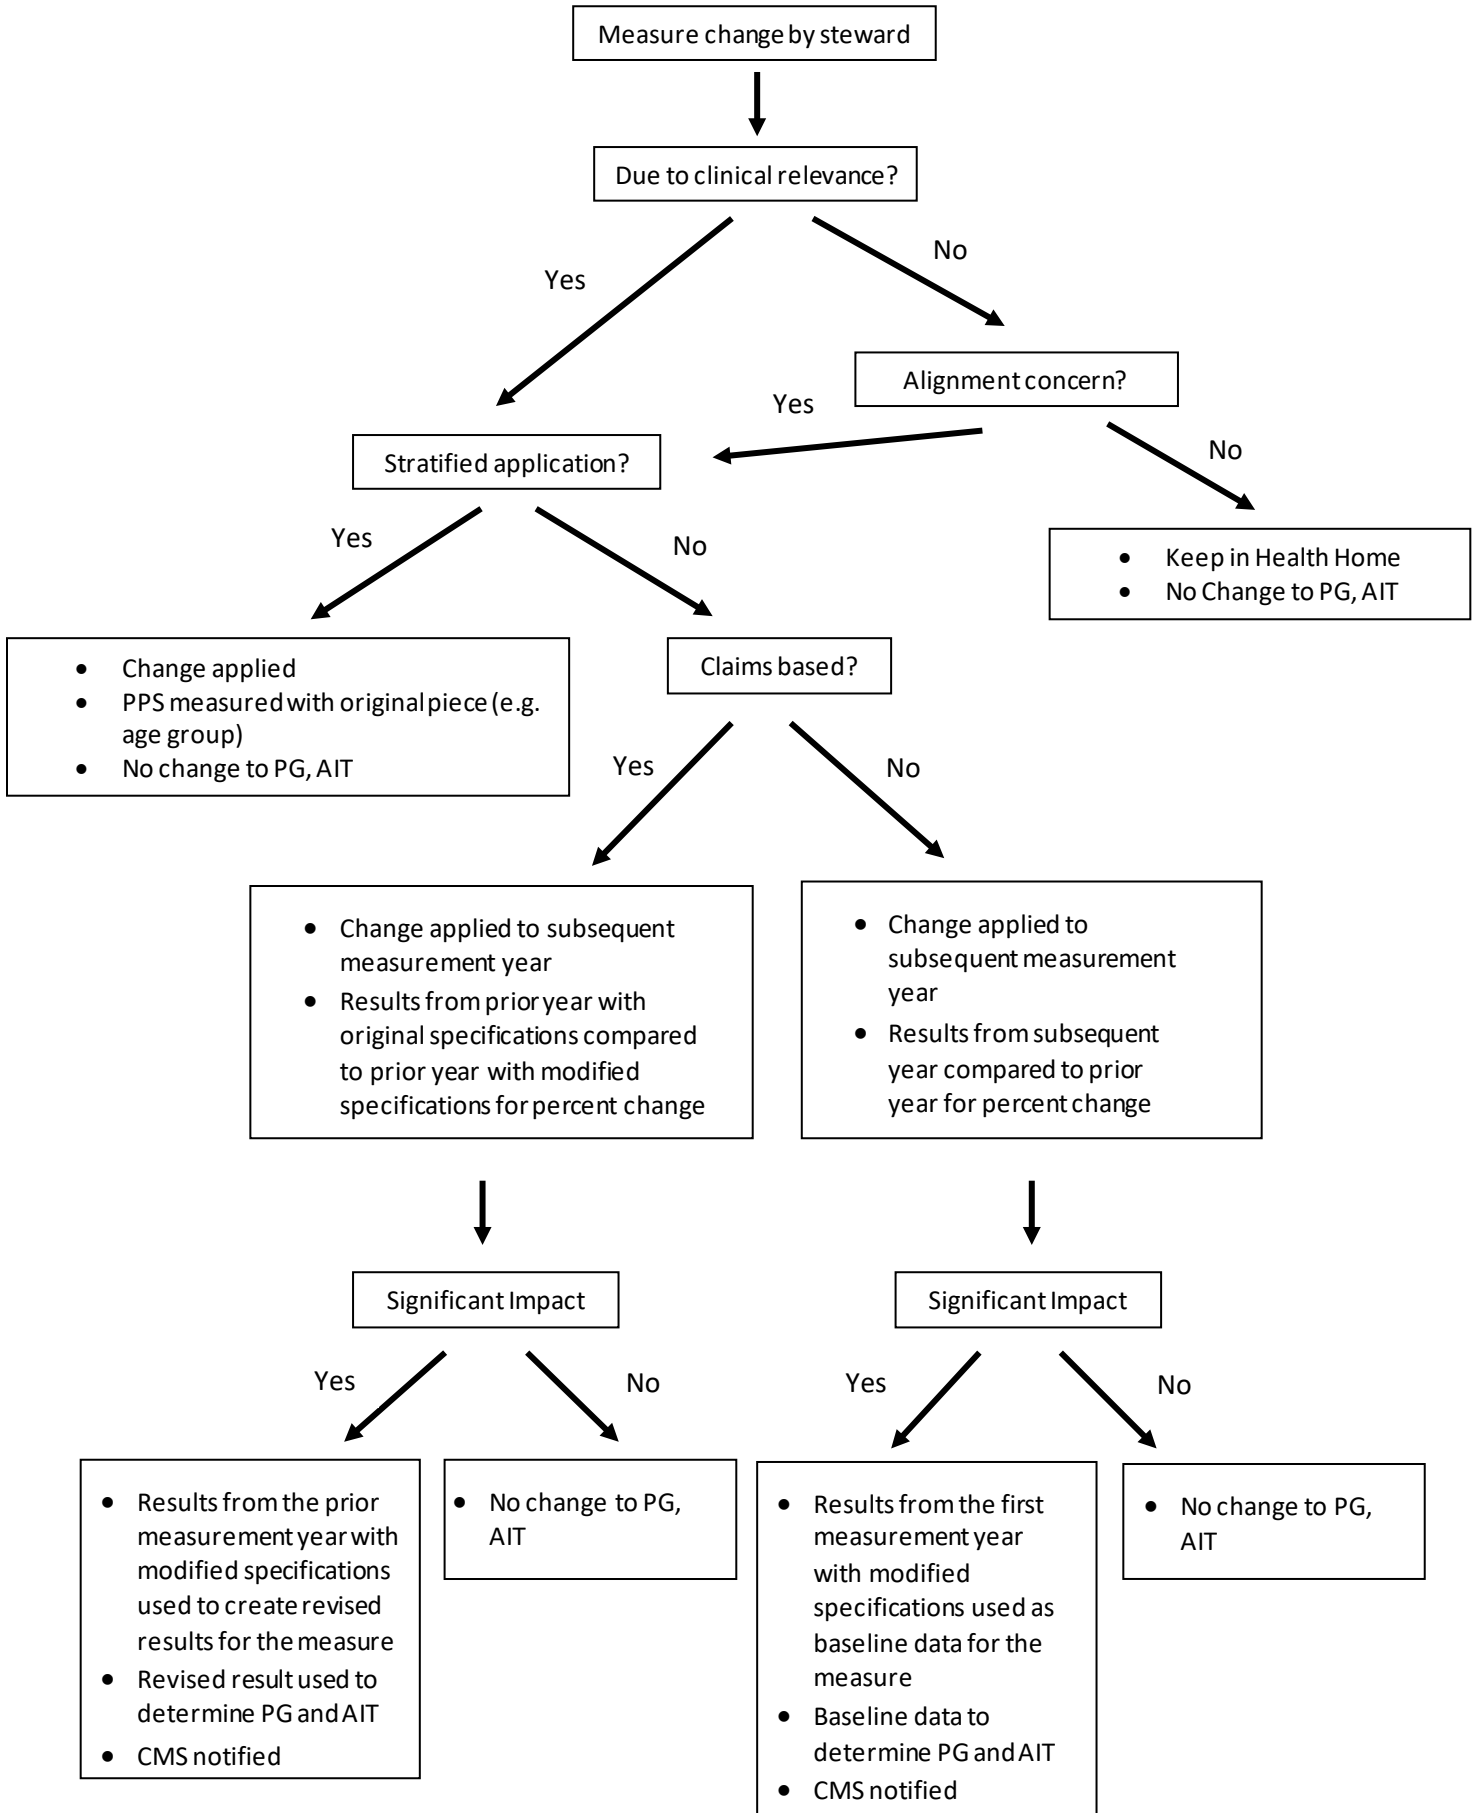 Measure change by steward
Due to clinical relevance?
Yes
No
Alignment concern?
Yes
No
Stratified application?
Yes
No
• Keep in Health Home
• No Change to PG, AIT
• Change applied
• PPS measured with original piece (e.g.
age group)
• No change to PG, AIT
Claims based?
Yes
No
• Change applied to subsequent
measurement year
• Results from prior year with
original specifications compared
to prior year with modified
specifications for percent change
• Change applied to
subsequent measurement
year
• Results from subsequent
year compared to prior
year for percent change
Significant Impact
Significant Impact
Yes
No
Yes
No
• Results from the prior
measurement year with
modified specifications
used to create revised
results for the measure
• Revised result used to
determine PG and AIT
• CMS notified
• No change to PG,
AIT
• Results from the first
measurement year
with modified
specifications used as
baseline data for the
measure
• Baseline data to
determine PG and AIT
• CMS notified
• No change to PG,
AIT